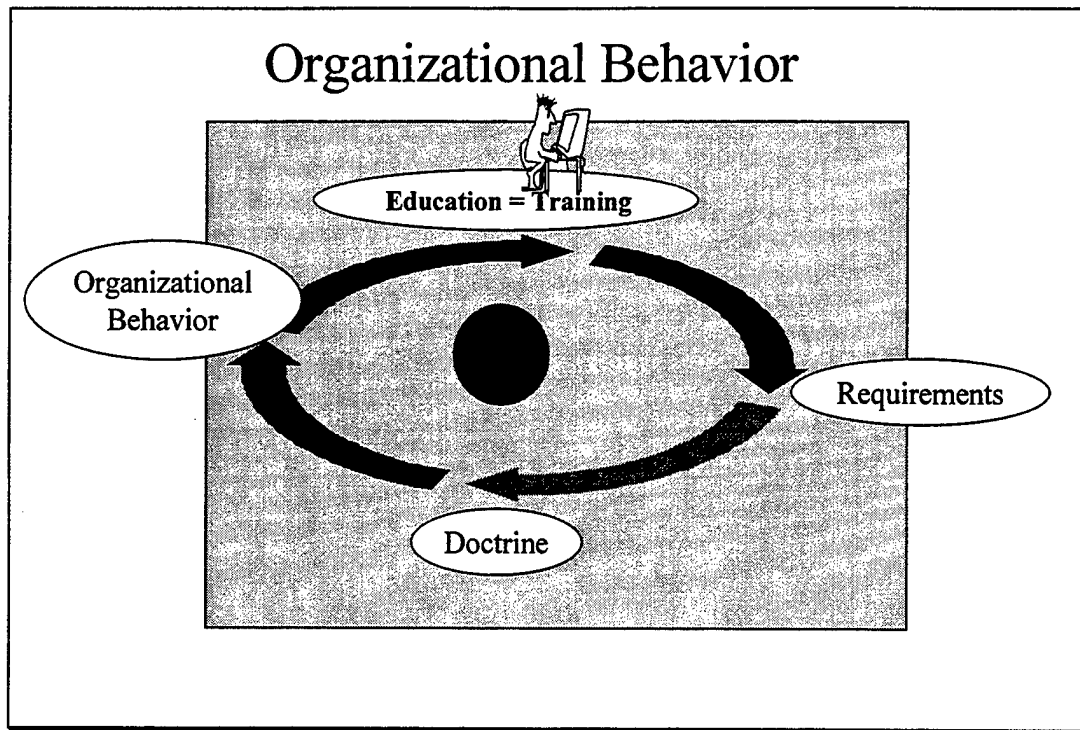 Organizational Behavior
Education = Training
Organizational
Behavior
Requirements
Doctrine